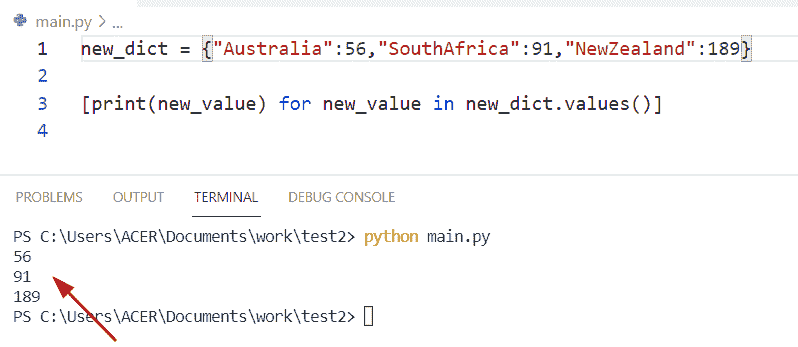 main.py > ...
1 new_dict = {"Australia":56,"SouthAfrica":91,"NewZealand":189}
2
3 [print(new_value) for new_value in new_dict.values()]
4
PROBLEMS OUTPUT TERMINAL DEBUG CONSOLE
PS C:\Users\ACER\Documents\work\test2> python main.py
56
91
189
PS C:\Users\ACER\Documents\work\test2>